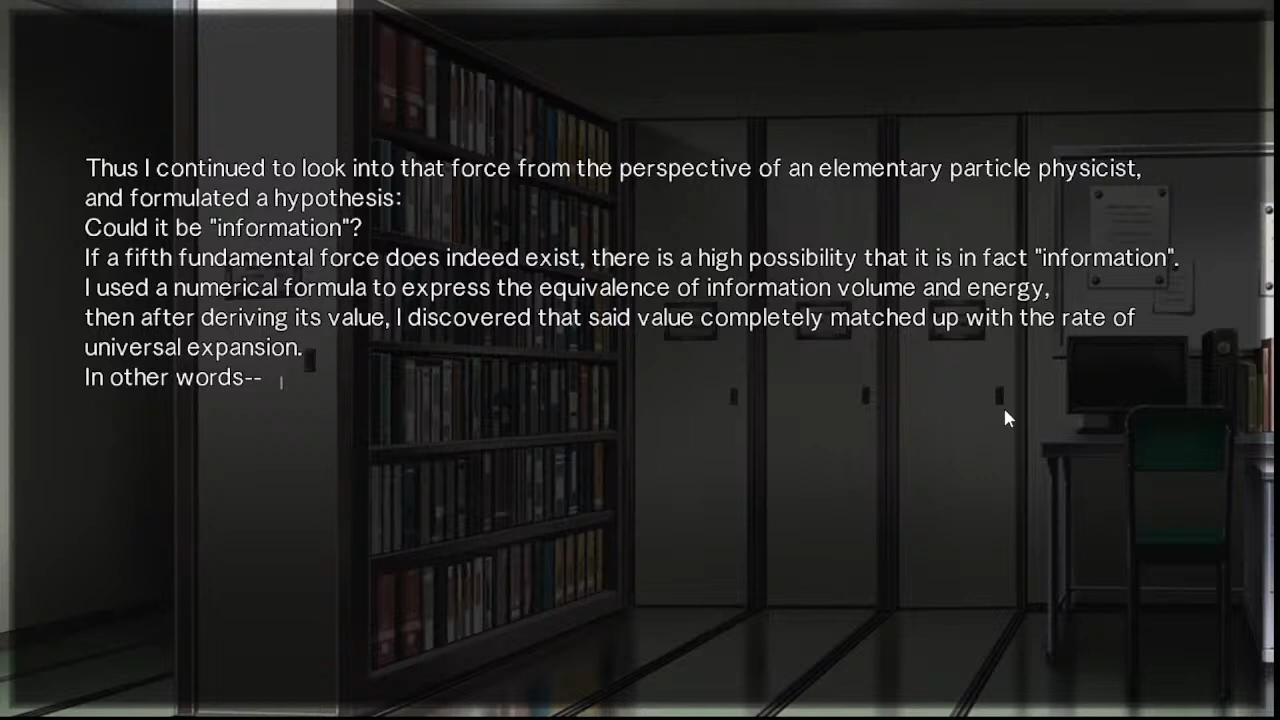 Thus I continued to look into that force from the perspective of an elementary particle physicist,
and formulated a hypothesis:
Could it be "information"?
If a fifth fundamental force does indeed exist, there is a high possibility that it is in fact "information".
I used a numerical formula to express the equivalence of information volume and energy,
then after deriving its value, I discovered that said value completely matched up with the rate of
universal expansion.
In other words--